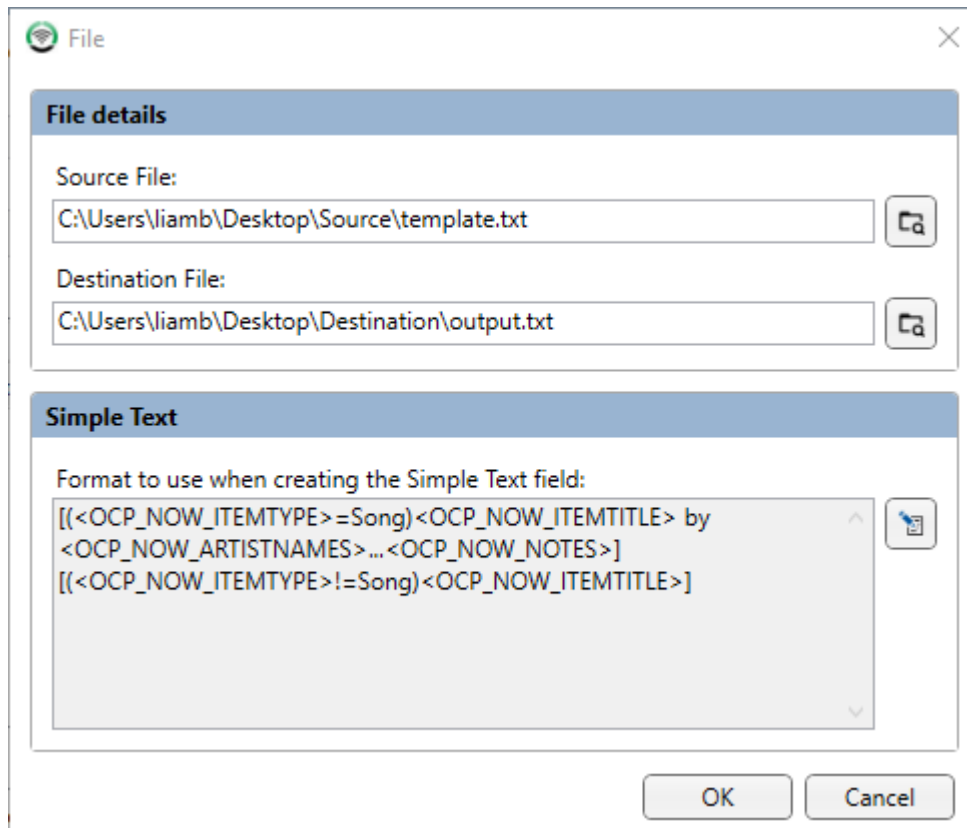 File
File details
Source File:
C:\Users\liamb\Desktop\Source\template.txt
Destination File:
C:\Users\liamb\Desktop\Destination\output.txt
Simple Text
Format to use when creating the Simple Text field:
[(<OCP_NOW_ITEMTYPE>=Song)<OCP_NOW_ITEMTITLE> by
<OCP_NOW_ARTISTNAMES>...<OCP_NOW_NOTES>]
[(<OCP_NOW_ITEMTYPE>!=Song)<OCP_NOW_ITEMTITLE>]
OK Cancel